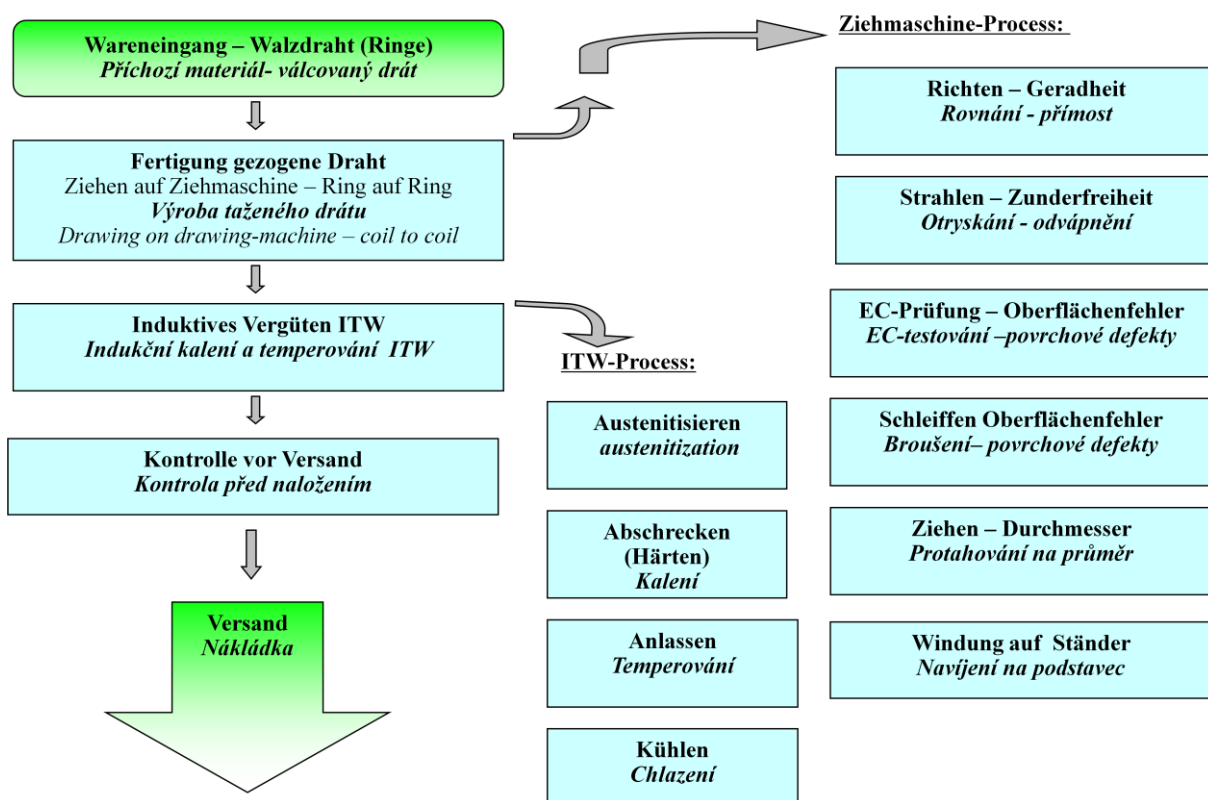 Wareneingang – Walzdraht (Ringe)
Příchozí materiál- válcovaný drát
Fertigung gezogene Draht
Ziehen auf Ziehmaschine – Ring auf Ring
Výroba taženého drátu
Drawing on drawing-machine – coil to coil
Induktives Vergüten ITW
Indukční kalení a temperování  ITW
Kontrolle vor Versand
Kontrola před naložením
Versand
Nákládka
ITW-Process:
Austenitisieren
austenitization
Abschrecken
(Härten)
Kalení
Anlassen
Temperování
Kühlen
Chlazení
Ziehmaschine-Process:
Richten – Geradheit
Rovnání - přímost
Strahlen – Zunderfreiheit
Otryskání - odvápnění
EC-Prüfung – Oberflächenfehler
EC-testování –povrchové defekty
Schleiffen Oberflächenfehler
Broušení– povrchové defekty
Ziehen – Durchmesser
Protahování na průměr
Windung auf  Ständer
Navíjení na podstavec